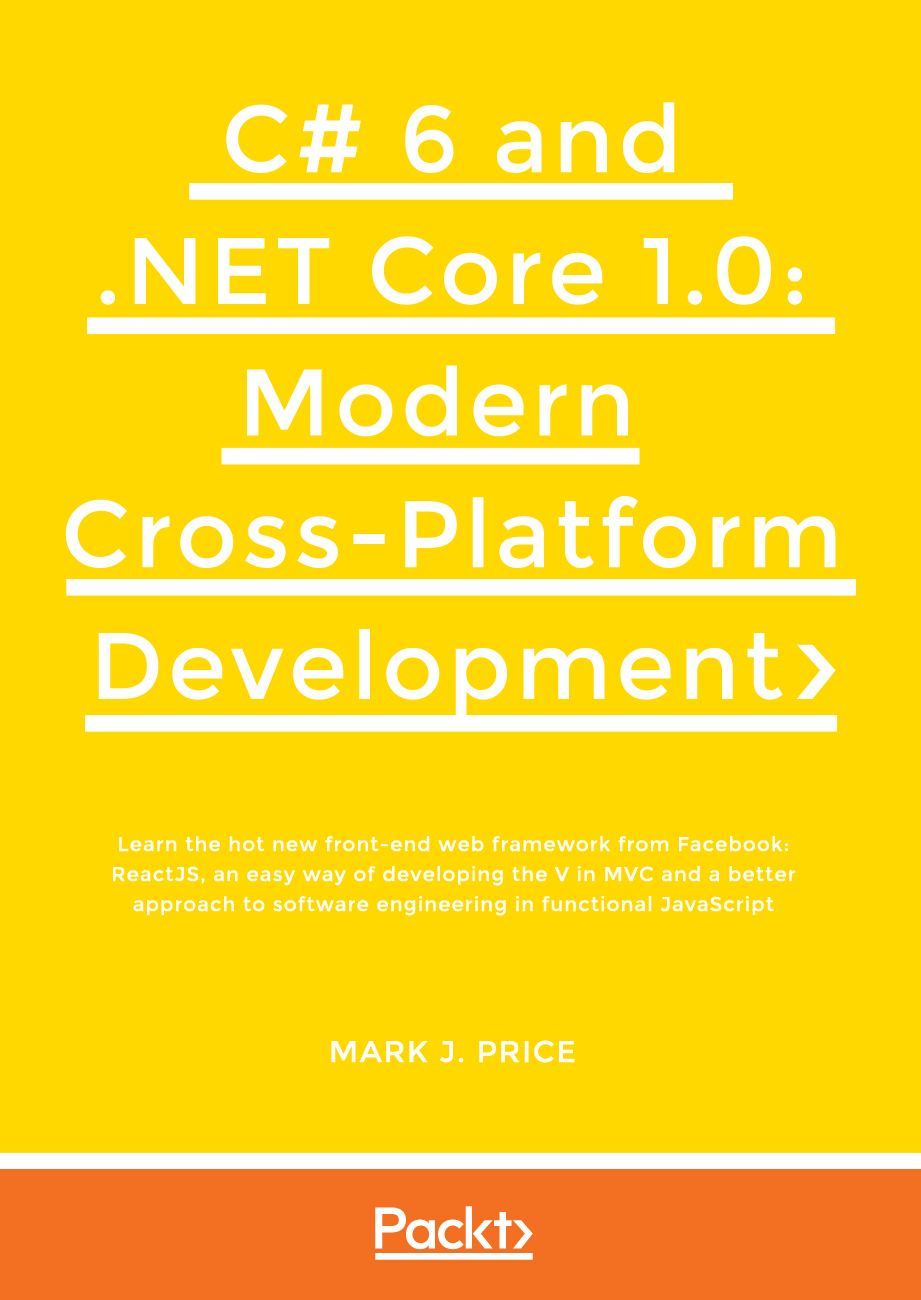 C# 6 and
.NET Core 1.0:
Modern
Cross-Platform
Development>
Learn the hot new front-end web framework from Facebook:
ReactJS, an easy way of developing the V in MVC and a better
approach to software engineering in functional JavaScript
MARK J. PRICE
Packt>